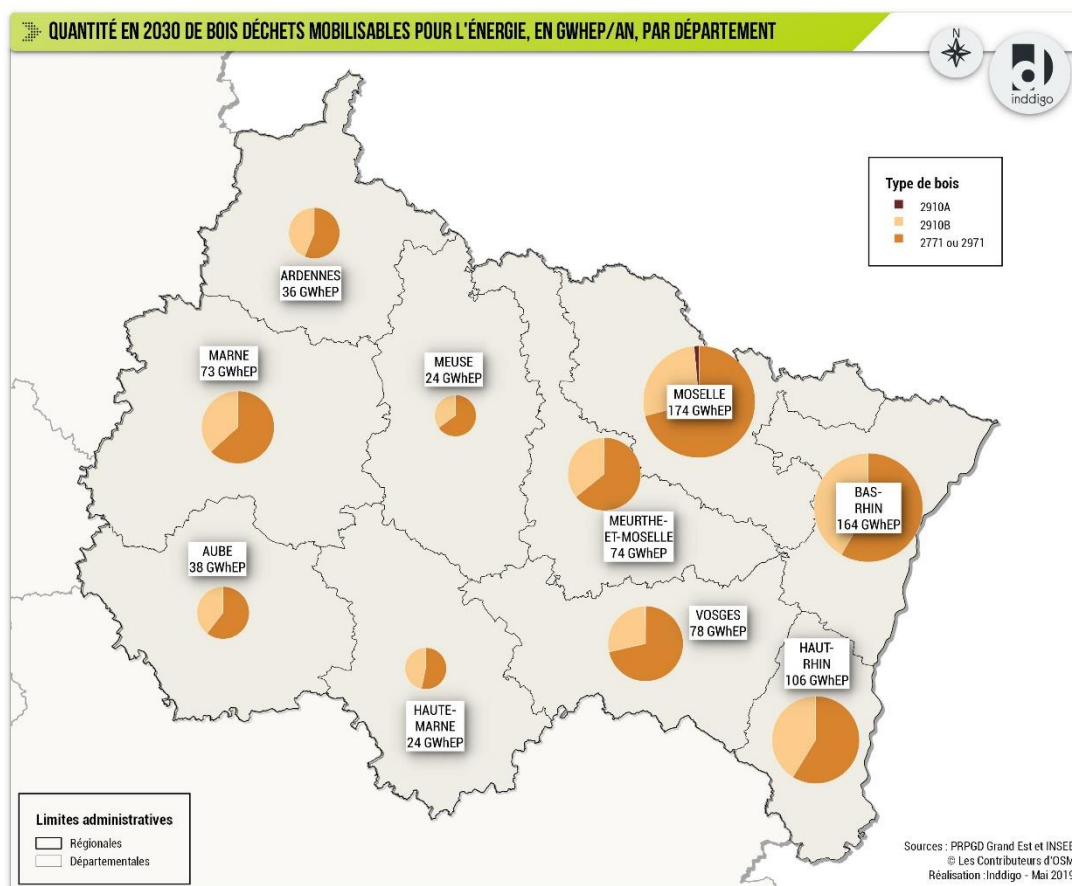 QUANTITÉ EN 2030 DE BOIS DÉCHETS MOBILISABLES POUR L'ÉNERGIE, EN GWHEP/AN, PAR DÉPARTEMENT
N
inddigo
Type de bois
2910A
2910B
2771 ou 2971
ARDENNES
36 GWhEP
MARNE
73 GWhEP
MEUSE
24 GWhEP
MOSELLE
174 GWhEP
BAS-
RHIN
164 GWhEP
MEURTHE-
ET-MOSELLE
74 GWhEP
AUBE
38 GWhEP
VOSGES
78 GWhEP
HAUT-
RHIN
106 GWhEP
HAUTE-
MARNE
24 GWhEP
Limites administratives
Régionales
Départementales
Sources : PRPGD Grand Est et INSEE
© Les Contributeurs d'OSM
Réalisation :Inddigo - Mai 2019